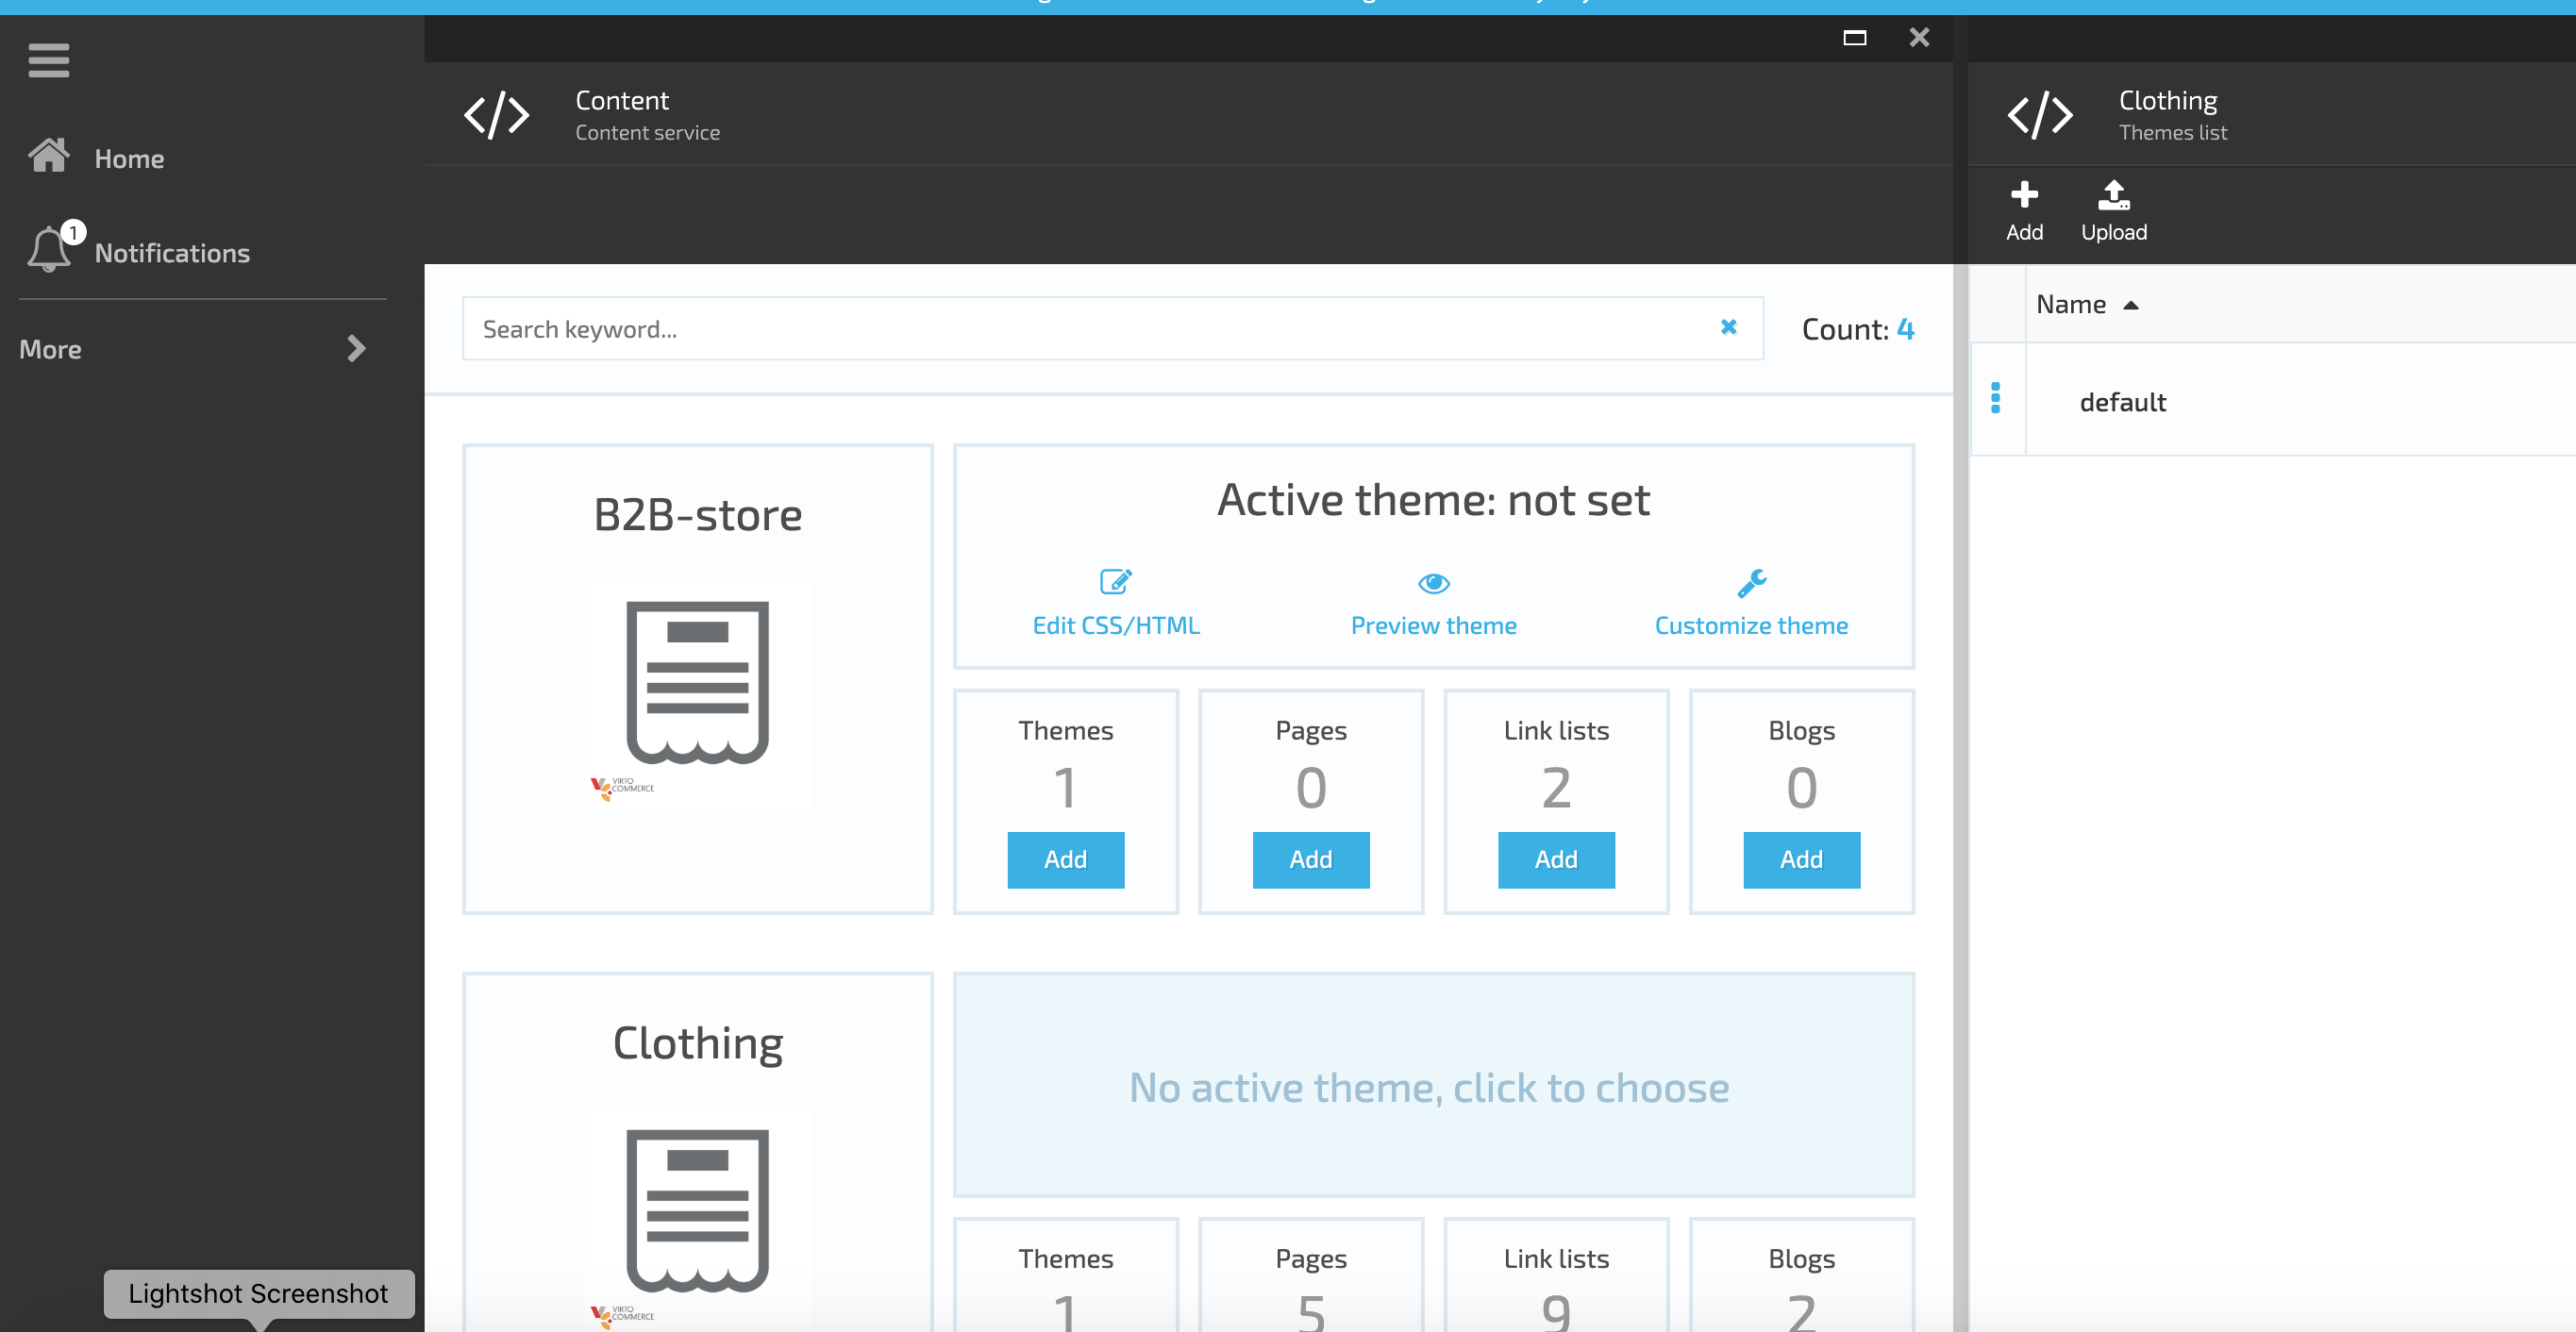 Home
1
Notifications
More
Content
Content service
Search keyword...
Count: 4
B2B-store
VIRTO
COMMERCE
Active theme: not set
Edit CSS/HTML
Preview theme
Customize theme
Themes
1
Add
Pages
0
Add
Link lists
2
Add
Blogs
0
Add
Clothing
VIRTO
COMMERCE
No active theme, click to choose
Themes
1
Pages
5
Link lists
9
Blogs
2
Clothing
Themes list
Add
Upload
Name
default
Lightshot Screenshot